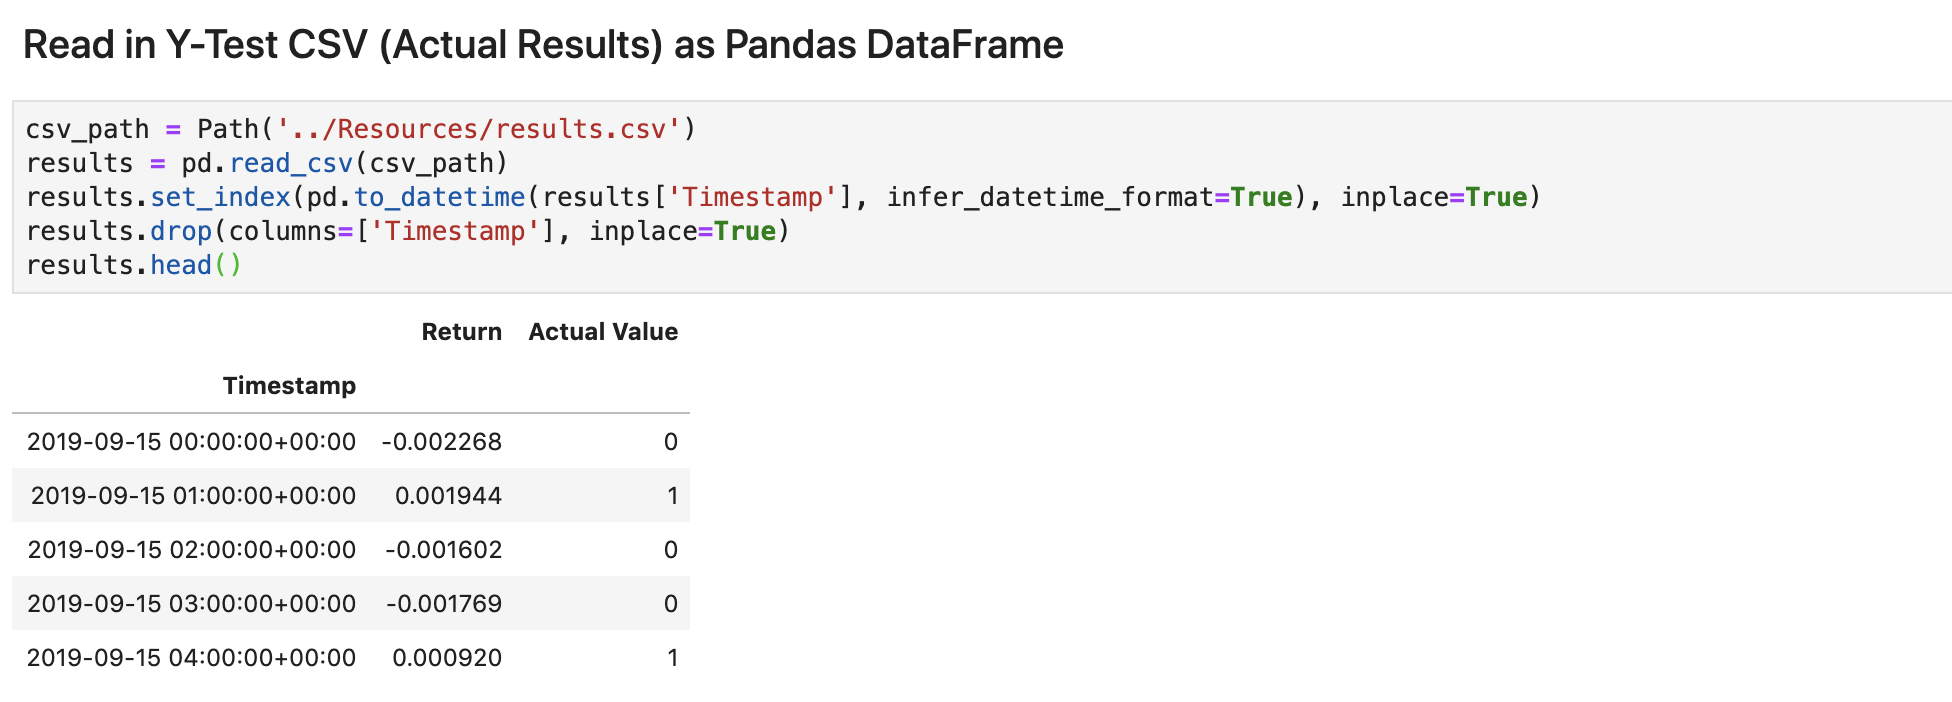 Read in Y-Test CSV (Actual Results) as Pandas DataFrame
csv_path = Path('../Resources/results.csv')
results = pd.read_csv(csv_path)
results.set_index(pd.to_datetime(results['Timestamp'], infer_datetime_format=True), inplace=True)
results.drop(columns=['Timestamp'], inplace=True)
results.head()
Return Actual Value
Timestamp
2019-09-15 00:00:00+00:00 -0.002268 0
2019-09-15 01:00:00+00:00 0.001944 1
2019-09-15 02:00:00+00:00 -0.001602 0
2019-09-15 03:00:00+00:00 -0.001769 0
2019-09-15 04:00:00+00:00 0.000920 1